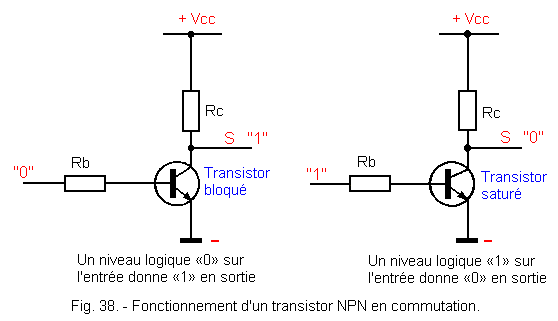 + Vcc
Rc
S "1"
"0"
Rb
Transistor
bloqué
-
Un niveau logique «0» sur
l'entrée donne «1» en sortie
+ Vcc
Rc
S "0"
"1"
Rb
Transistor
saturé
-
Un niveau logique «1» sur
l'entrée donne «0» en sortie
Fig. 38. - Fonctionnement d'un transistor NPN en commutation.